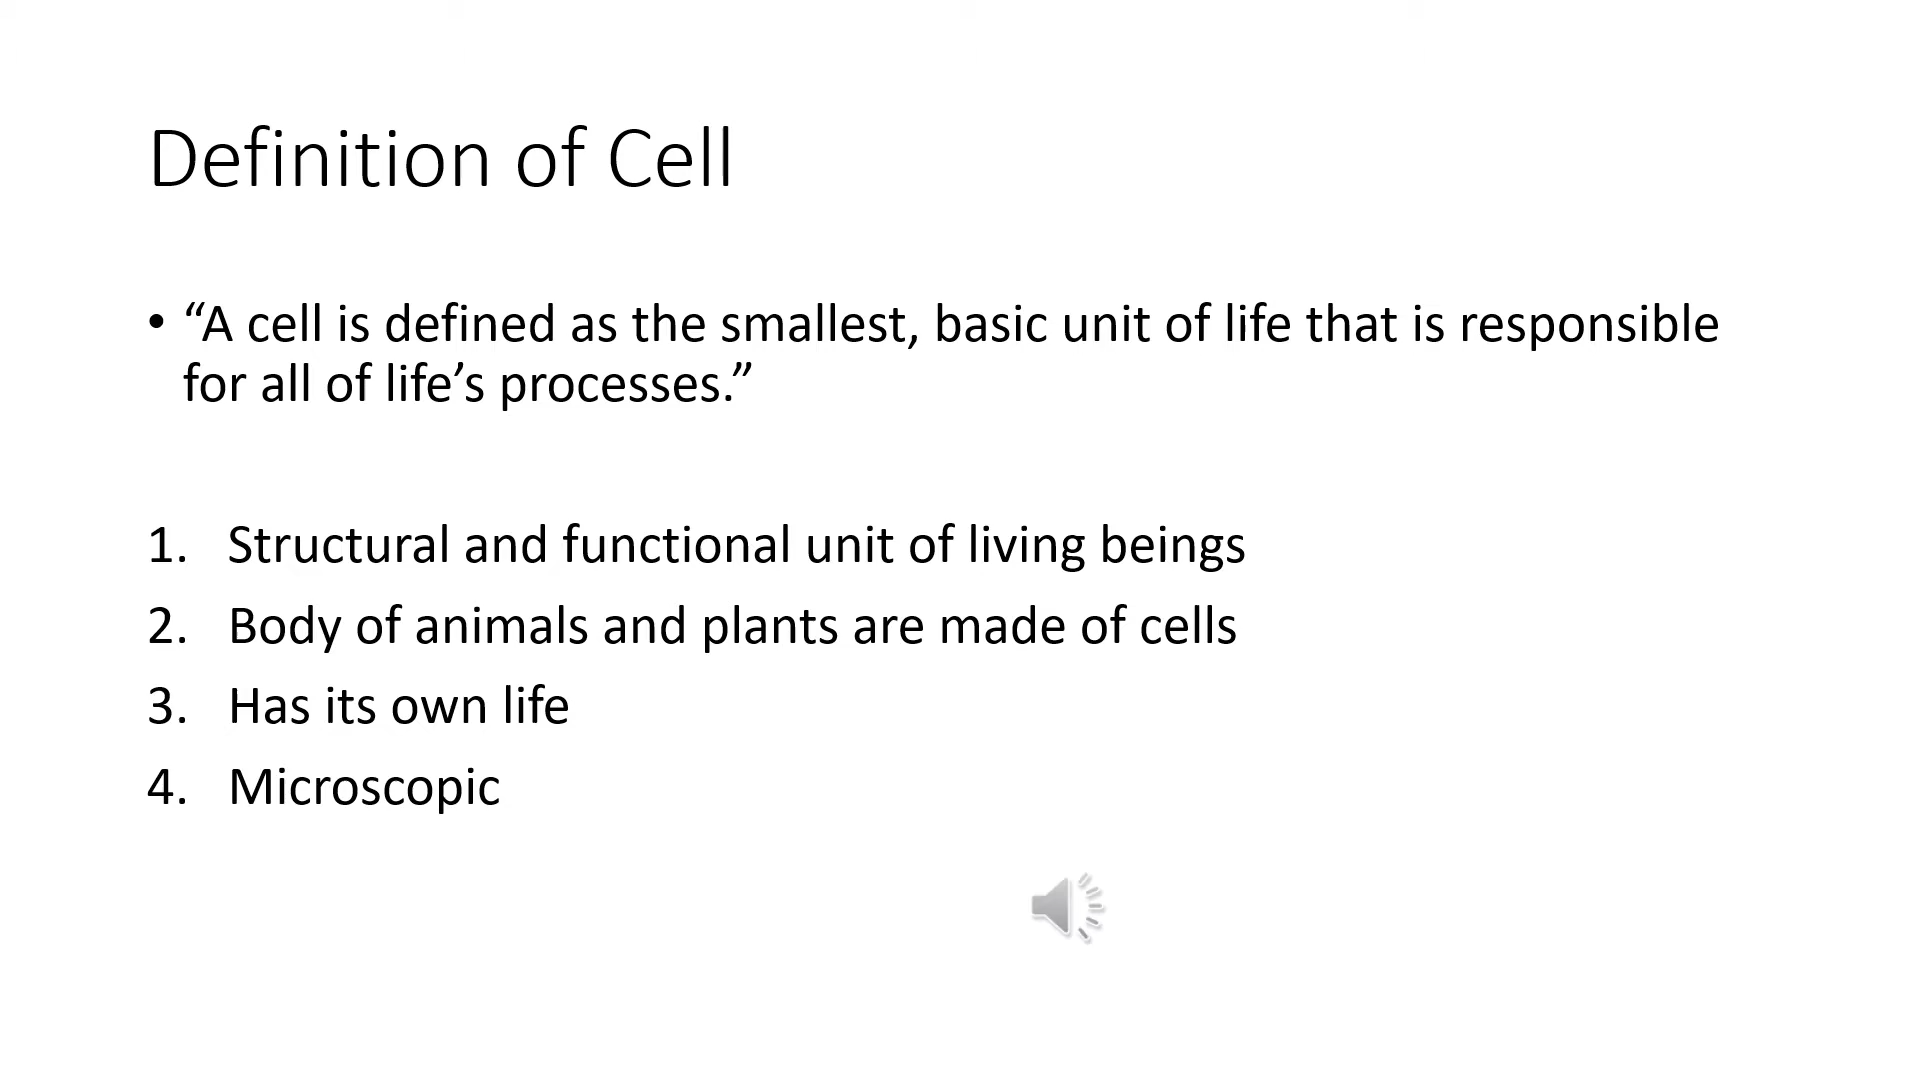 Definition of Cell
• “A cell is defined as the smallest, basic unit of life that is responsible
for all of life’s processes.”
1. Structural and functional unit of living beings
2. Body of animals and plants are made of cells
3. Has its own life
4. Microscopic